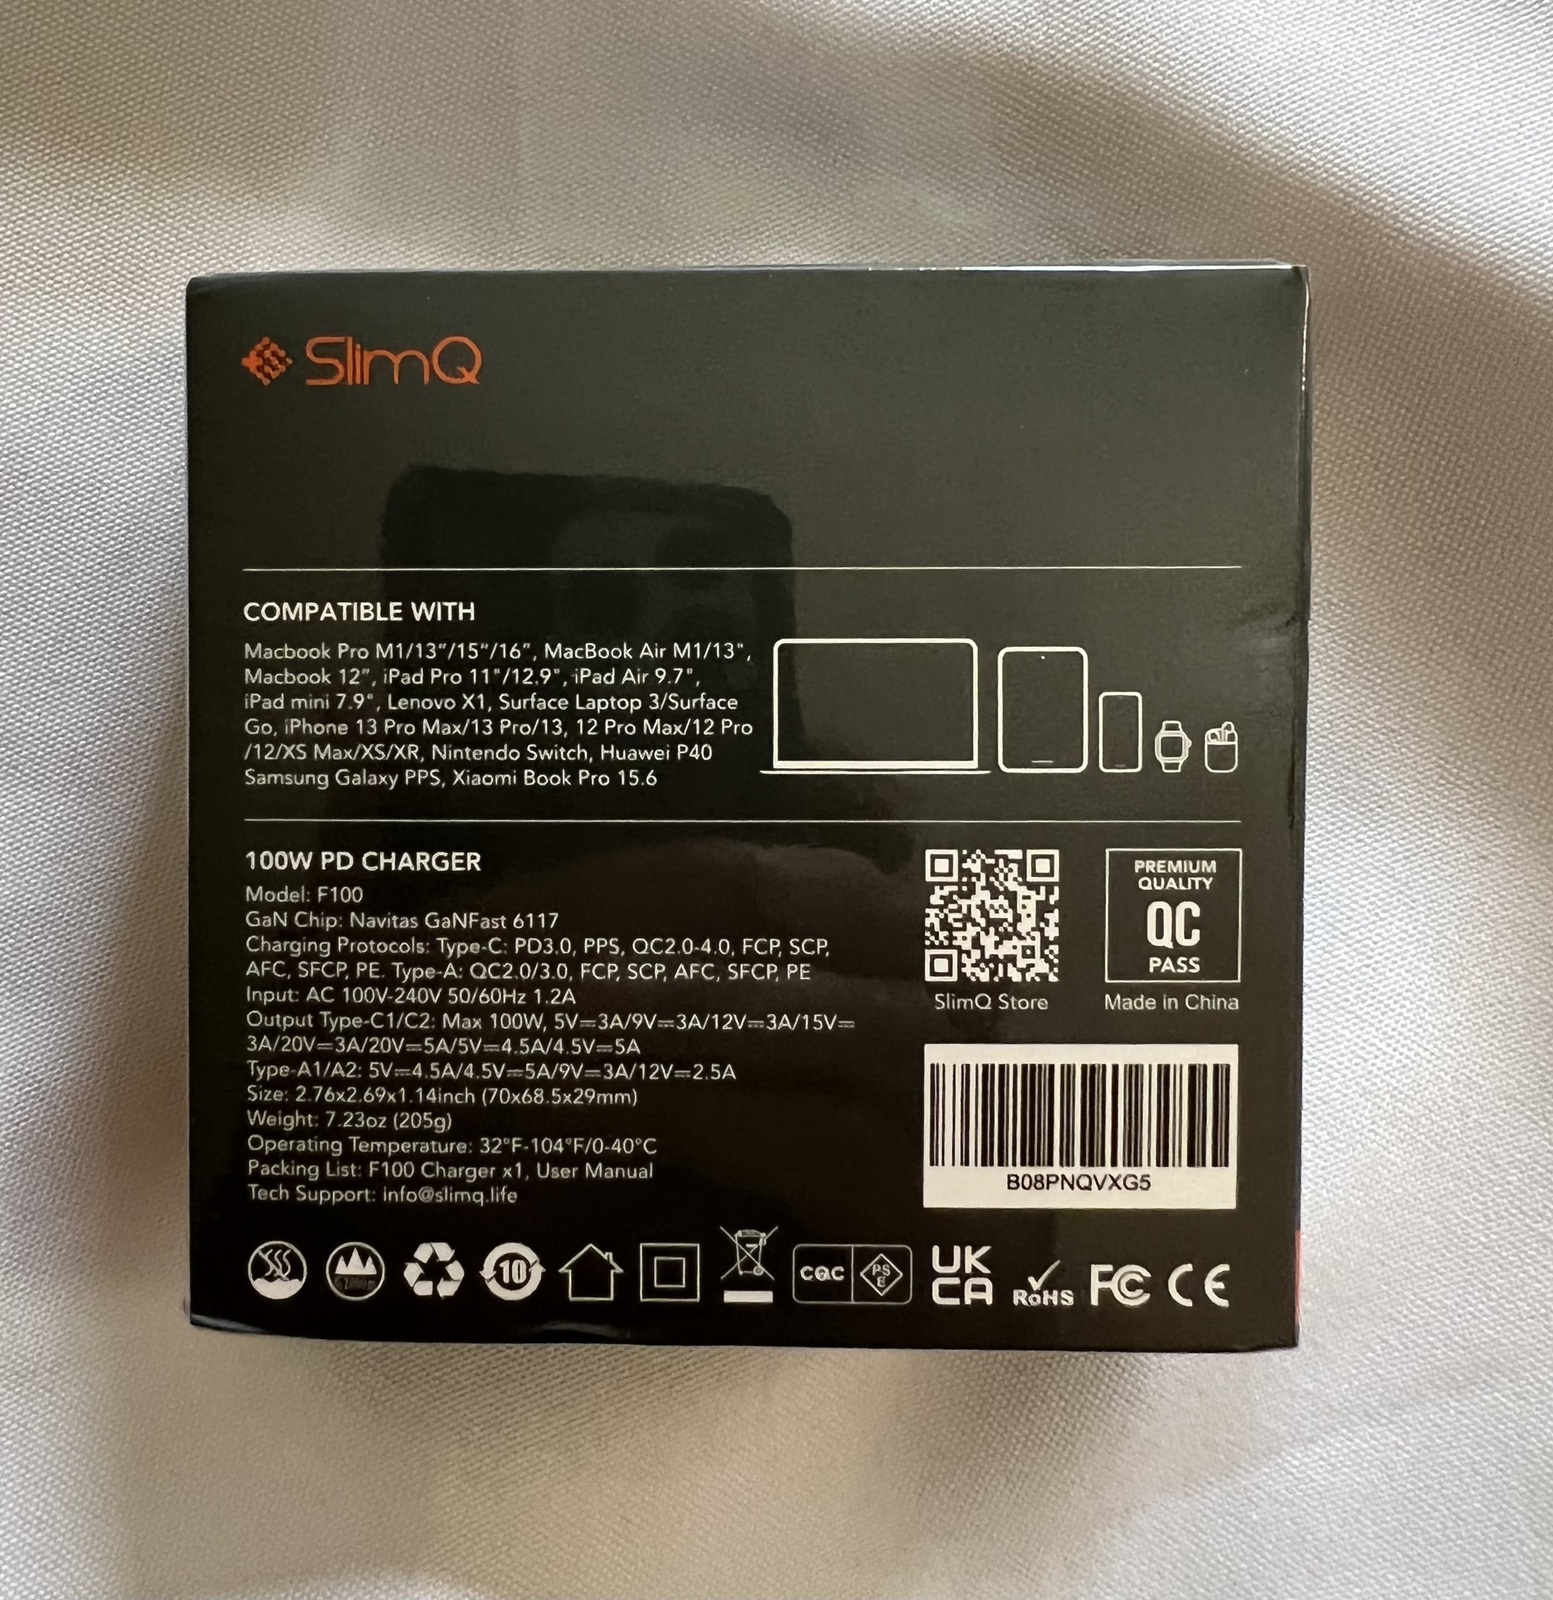 SlimQ
COMPATIBLE WITH
Macbook Pro M1/13"/15"/16", MacBook Air M1/13",
Macbook 12", iPad Pro 11"/12.9", iPad Air 9.7",
iPad mini 7.9", Lenovo X1, Surface Laptop 3/Surface
Go, iPhone 13 Pro Max/13 Pro/13, 12 Pro Max/12 Pro
/12/XS Max/XS/XR, Nintendo Switch, Huawei P40
Samsung Galaxy PPS, Xiaomi Book Pro 15.6
100W PD CHARGER
Model: F100
GaN Chip: Navitas GaNFast 6117
Charging Protocols: Type-C: PD3.0, PPS, QC2.0-4.0, FCP, SCP,
AFC, SFCP, PE. Type-A: QC2.0/3.0, FCP, SCP, AFC, SFCP, PE
Input: AC 100V-240V 50/60Hz 1.2A
Output Type-C1/C2: Max 100W, 5V⎓3A/9V⎓3A/12V⎓3A/15V⎓
3A/20V⎓3A/20V⎓5A/5V⎓4.5A/4.5V⎓5A
Type-A1/A2: 5V⎓4.5A/4.5V⎓5A/9V⎓3A/12V⎓2.5A
Size: 2.76x2.69x1.14inch (70x68.5x29mm)
Weight: 7.23oz (205g)
Operating Temperature: 32°F-104°F/0-40°C
Packing List: F100 Charger x1, User Manual
Tech Support: info@slimq.life
PREMIUM
QUALITY
QC
PASS
SlimQ Store
Made in China
B08PNQVXG5
10
CQC
PS
E
UK
CA
RoHS
FC
CE